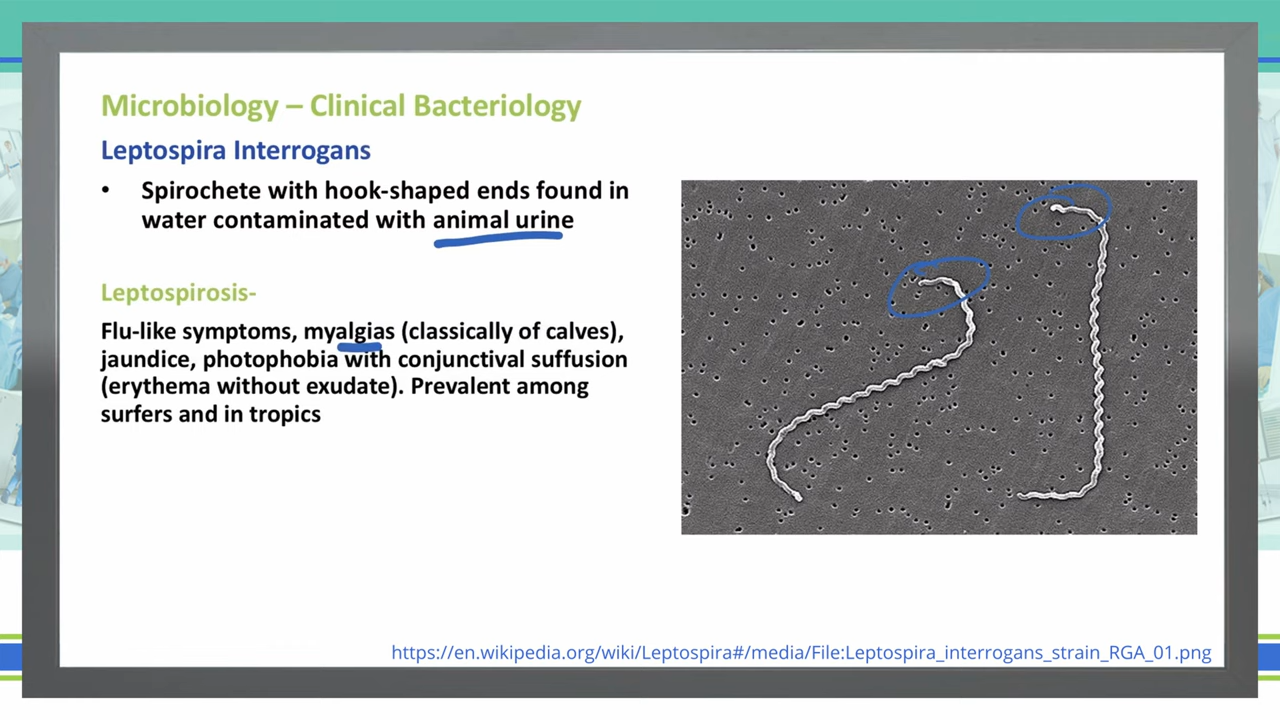 Microbiology – Clinical Bacteriology
Leptospira Interrogans
• Spirochete with hook-shaped ends found in
water contaminated with animal urine
Leptospirosis-
Flu-like symptoms, myalgias (classically of calves),
jaundice, photophobia with conjunctival suffusion
(erythema without exudate). Prevalent among
surfers and in tropics
https://en.wikipedia.org/wiki/Leptospira#/media/File:Leptospira_interrogans_strain_RGA_01.png